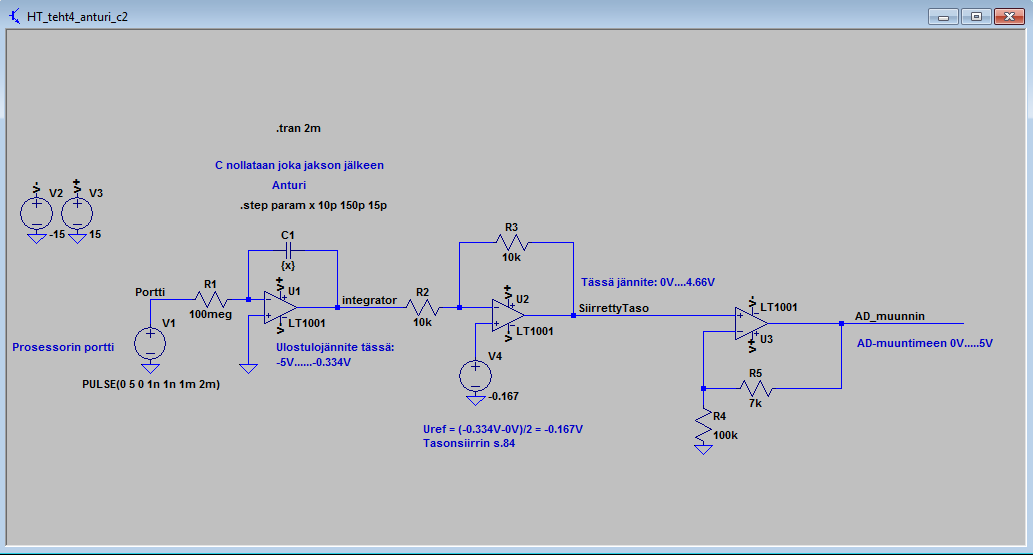 HT_teht4_anturi_c2
.tran 2m
C nollataan joka jakson jälkeen
Anturi
.step param x 10p 150p 15p
V-
V2
-15
V+
V3
15
C1
{x}
Portti
R1
100meg
V+
U1
LT1001
V-
integrator
Prosessorin portti
V1
PULSE(0 5 0 1n 1n 1m 2m)
Ulostulojännite tässä:
-5V......-0.334V
R2
10k
R3
10k
V+
U2
LT1001
V-
V4
-0.167
Uref = (-0.334V-0V)/2 = -0.167V
Tasonsiirrin s.84
Tässä jännite: 0V....4.66V
SiirrettyTaso
V-
LT1001
U3
V+
AD_muunnin
AD-muuntimeen 0V.....5V
R5
7k
R4
100k